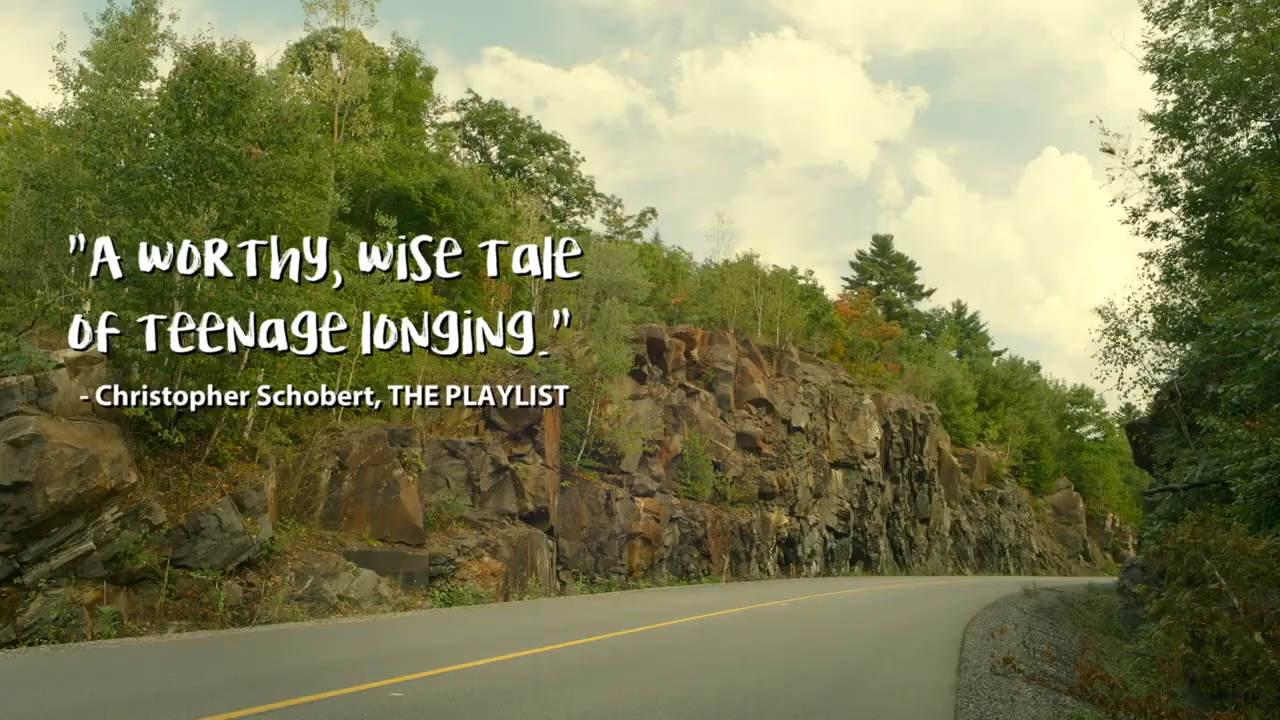 "A WORThy, WiSE TalE
Of TEENAGE lONGiNG."
- Christopher Schobert, THE PLAYLIST